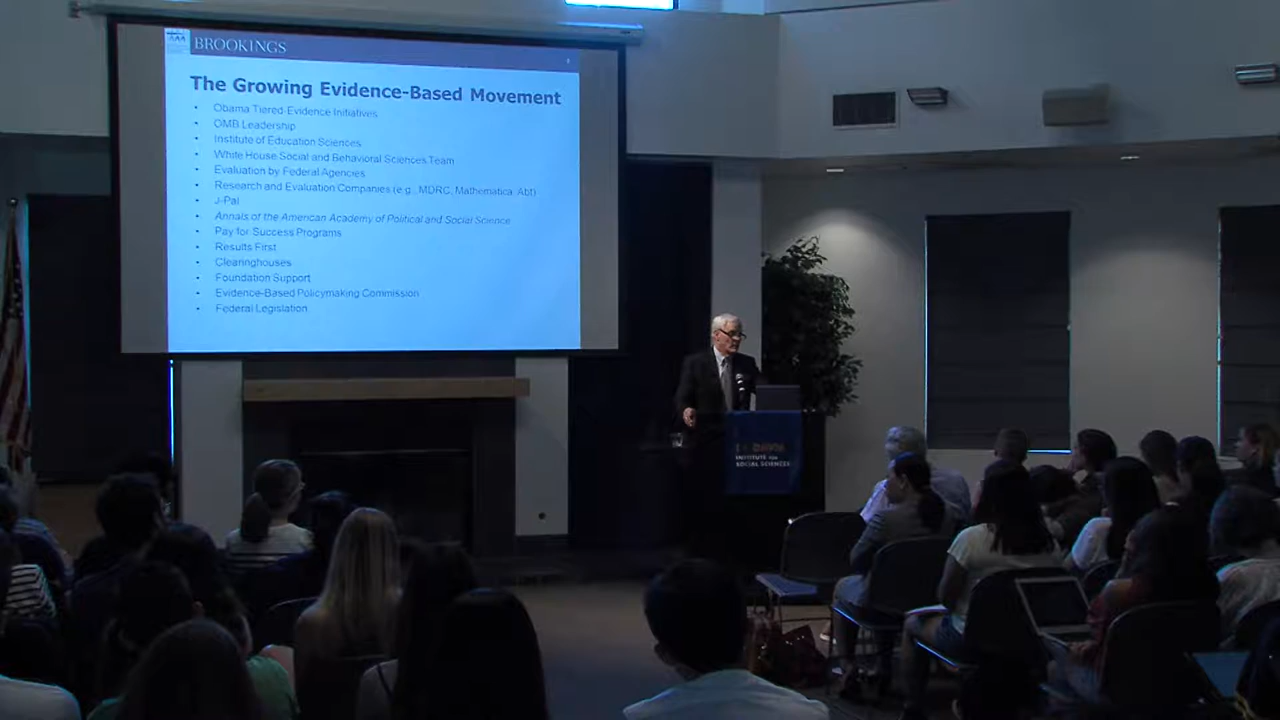 BROOKINGS
The Growing Evidence-Based Movement
Obama Tiered-Evidence Initiatives
OMB Leadership
Institute of Education Sciences
White House Social and Behavioral Sciences Team
Evaluation by Federal Agencies
Research and Evaluation Companies (e.g., MDRC, Mathematica, Abt)
J-Pal
Annals of the American Academy of Political and Social Science
Pay for Success Programs
Results First
Clearinghouses
Foundation Support
Evidence-Based Policymaking Commission
Federal Legislation
UC DAVIS
INSTITUTE FOR
SOCIAL SCIENCES